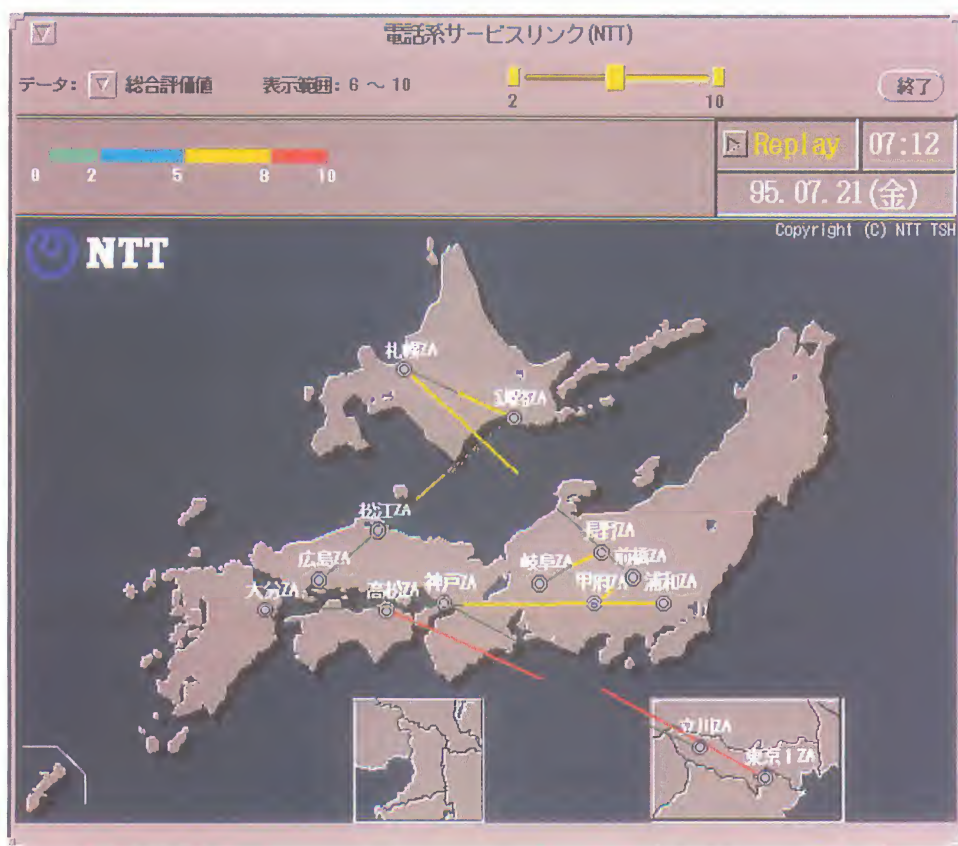 電話系サービスリンク(NTT)
データ: 総合評価値 表示範囲: 6 ～ 10
2 10
終了
0 2 5 8 10
Replay 07:12
95. 07. 21(金)
Copyright (C) NTT TSH
NTT
札幌ZA
松江ZA
長野ZA
広島ZA 岐阜ZA 前橋ZA
大分ZA 高松ZA 神戸ZA 甲府ZA 浦和ZA
立川ZA
東京1ZA